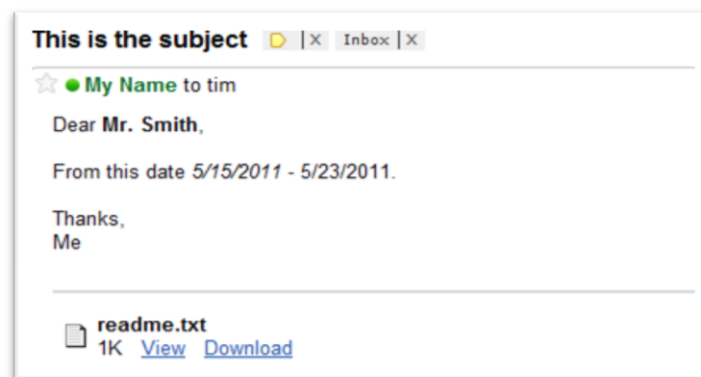 This is the subject | X Inbox | X
My Name to tim
Dear Mr. Smith,
From this date 5/15/2011 - 5/23/2011.
Thanks,
Me
readme.txt
1K View Download